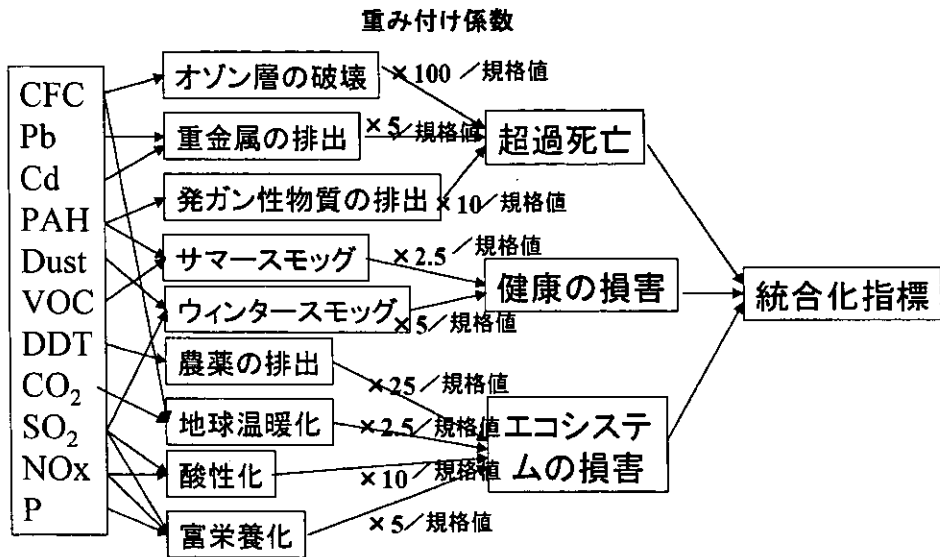 重み付け係数
CFC
Pb
Cd
PAH
Dust
VOC
DDT
CO2
SO2
NOx
P
オゾン層の破壊
重金属の排出
発ガン性物質の排出
サマースモッグ
ウィンタースモッグ
農薬の排出
地球温暖化
酸性化
富栄養化
×100 ／規格値
×5／規格値
×10／規格値
×2.5／規格値
×5／規格値
×25／規格値
×2.5／規格値
×10／規格値
×5／規格値
超過死亡
健康の損害
エコシステ
ムの損害
統合化指標